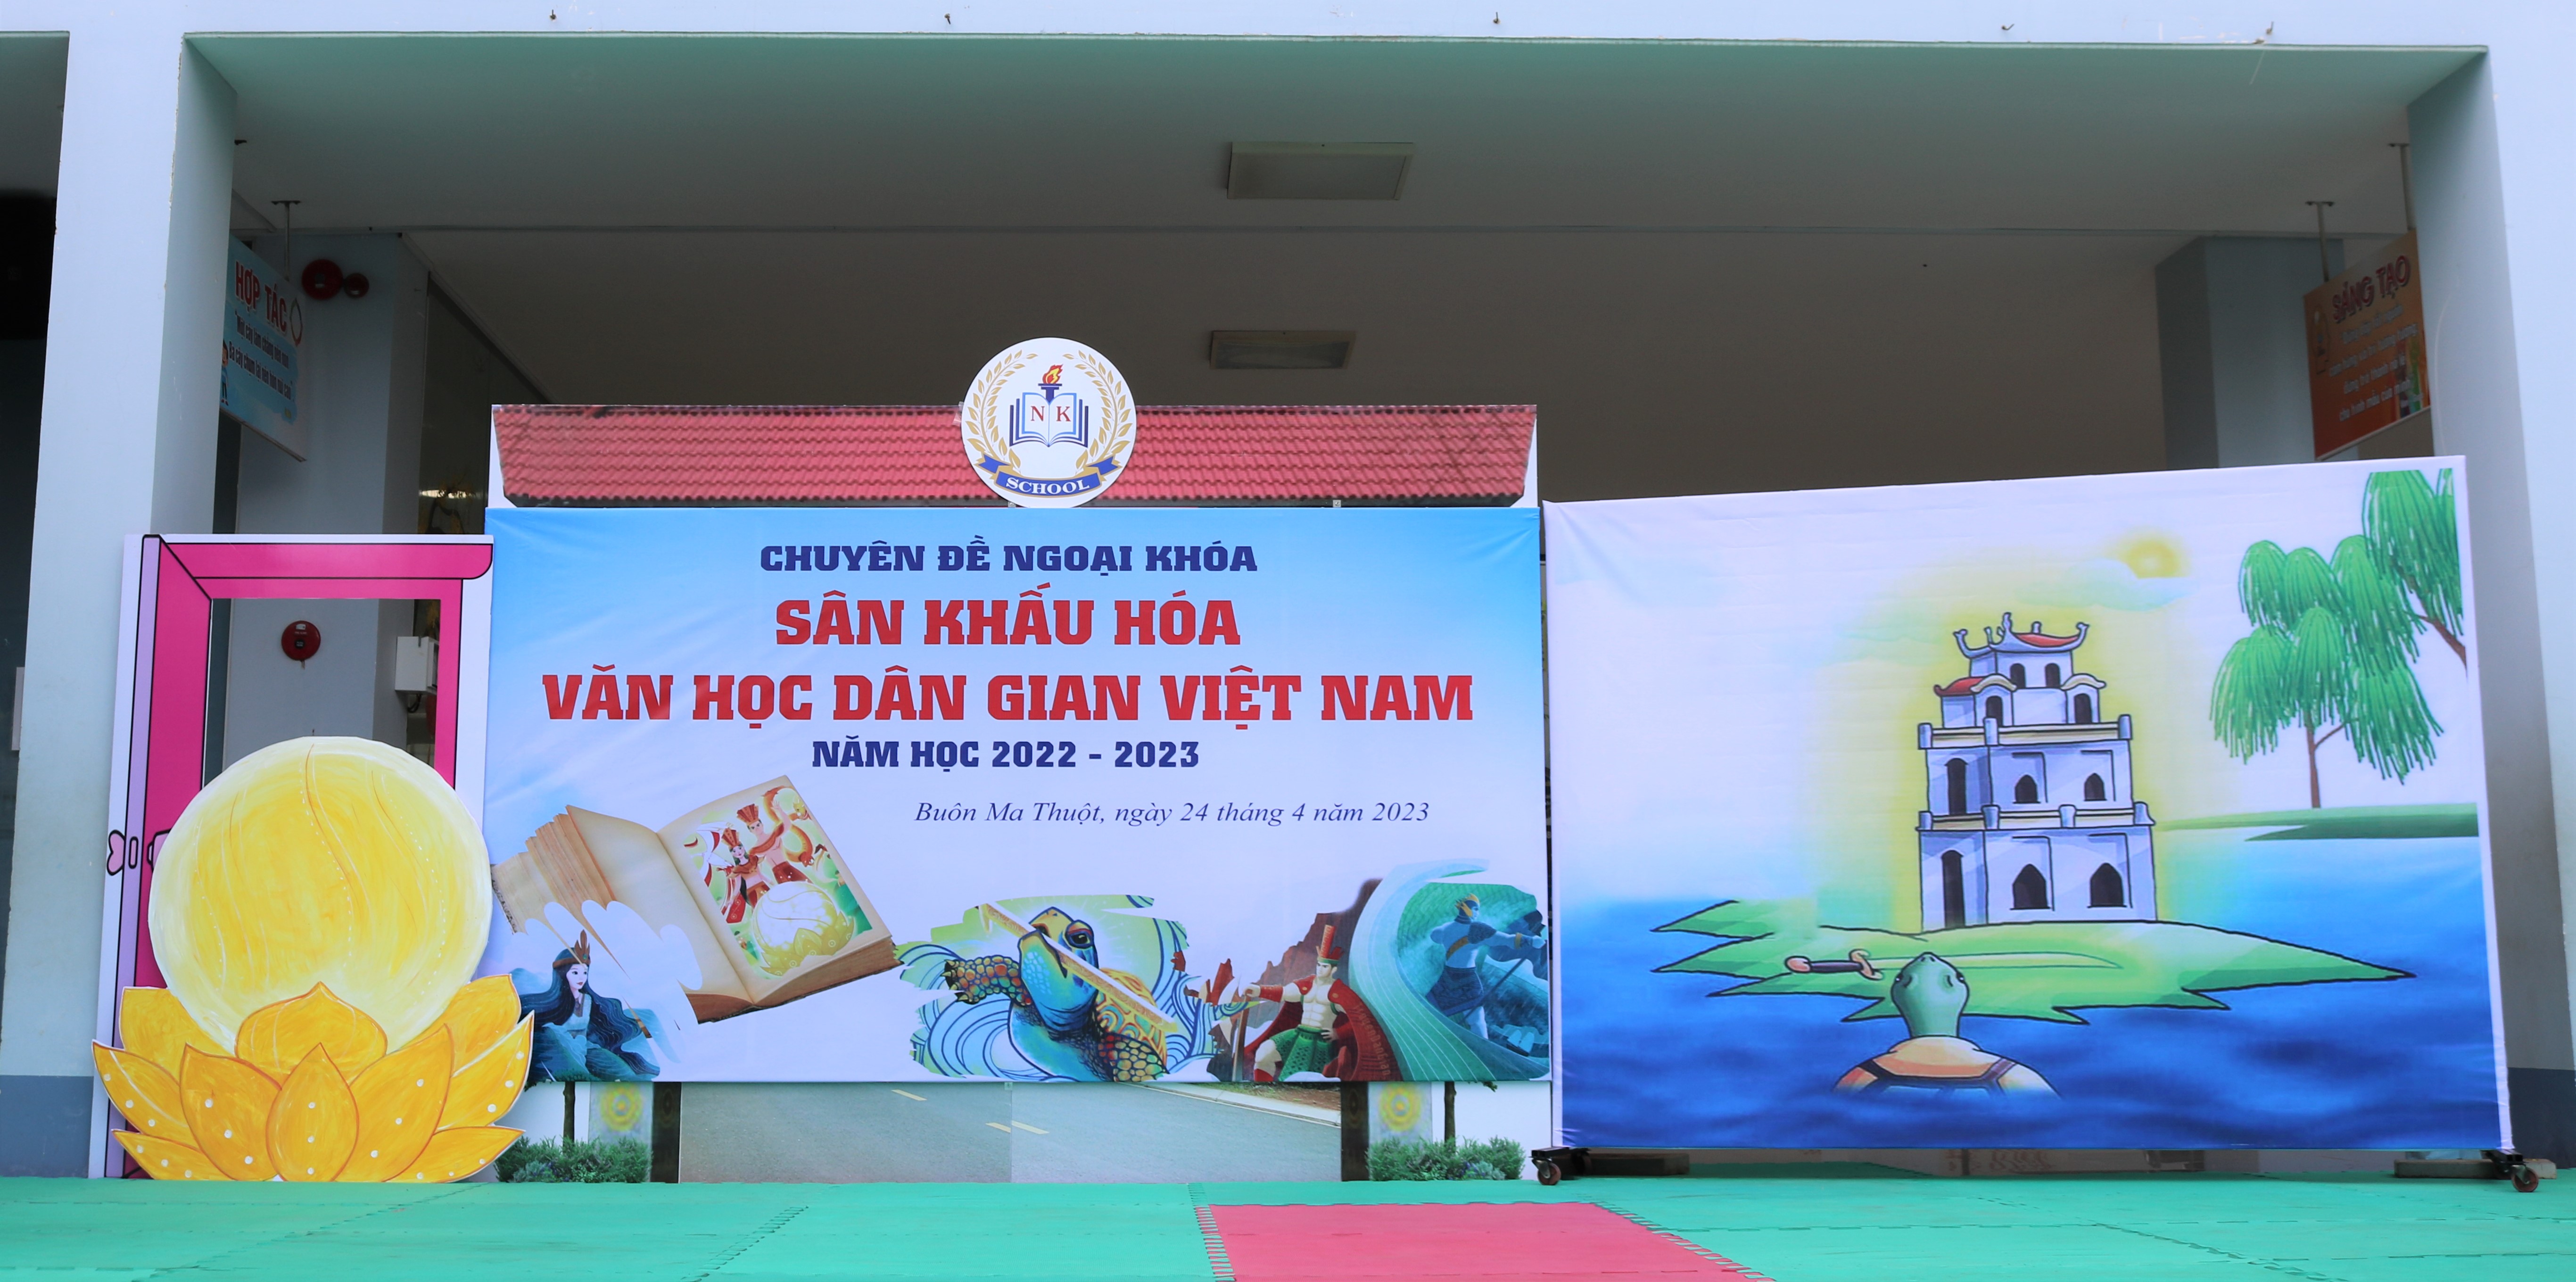 HỢP TÁC
SÁNG TẠO
N K
SCHOOL
CHUYÊN ĐỀ NGOẠI KHÓA
SÂN KHẤU HÓA
VĂN HỌC DÂN GIAN VIỆT NAM
NĂM HỌC 2022 - 2023
Buôn Ma Thuột, ngày 24 tháng 4 năm 2023